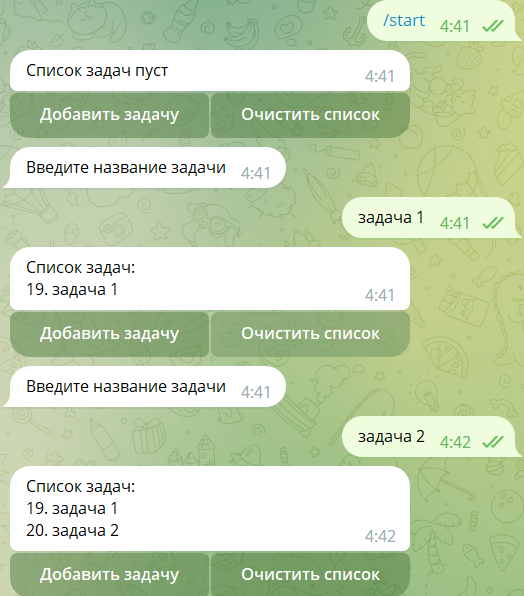 /start 4:41
Список задач пуст
4:41
Добавить задачу Очистить список
Введите название задачи 4:41
задача 1 4:41
Список задач:
19. задача 1
4:41
Добавить задачу Очистить список
Введите название задачи 4:41
задача 2 4:42
Список задач:
19. задача 1
20. задача 2
4:42
Добавить задачу Очистить список